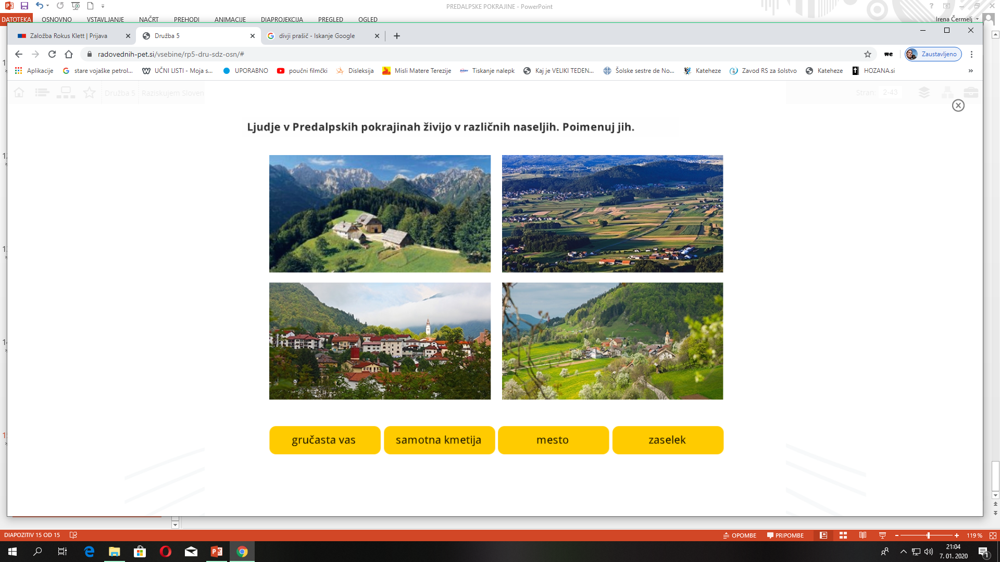 PREDALPSKE POKRAJINE - PowerPoint
DATOTEKA OSNOVNO VSTAVLJANJE NAČRT PREHODI ANIMACIJE DIAPROJEKCIJA PREGLED OGLED
Irena Čermelj
Založba Rokus Klett | Prijava
Družba 5
divji prašič - Iskanje Google
radovednih-pet.si/vsebine/rp5-dru-sdz-osn/#
Zaustavljeno
Aplikacije stare vojaške petrol... UČNI LISTI - Moja s... UPORABNO poučni filmčki Disleksija Misli Matere Terezije Tiskanje nalepk Kaj je VELIKI TEDEN... Šolske sestre de No... Kateheze Zavod RS za šolstvo Kateheze HOZANA.si »
Družba 5 Raziskujem Sloven
Stran: 2-43
Ljudje v Predalpskih pokrajinah živijo v različnih naseljih. Poimenuj jih.
gručasta vas
samotna kmetija
mesto
zaselek
DIAPOZITIV 15 OD 15
OPOMBE PRIPOMBE 119 %
21:04
7. 01. 2020
1